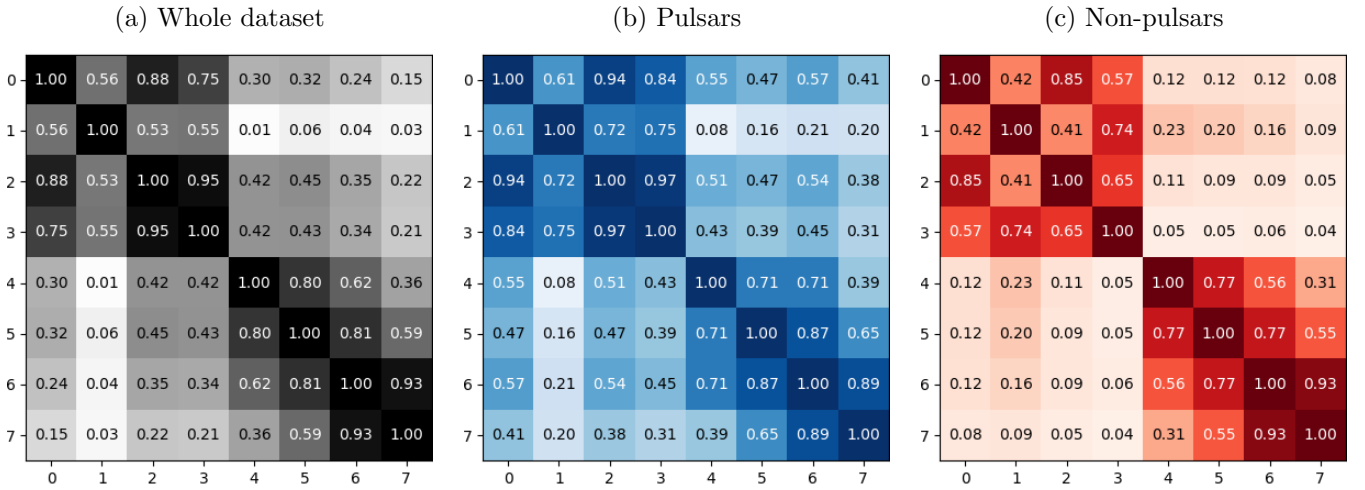 (a) Whole dataset (b) Pulsars (c) Non-pulsars
0 1.00 0.56 0.88 0.75 0.30 0.32 0.24 0.15 1.00 0.61 0.94 0.84 0.55 0.47 0.57 0.41 0 1.00 0.42 0.85 0.57 0.12 0.12 0.12 0.08
1 0.56 1.00 0.53 0.55 0.01 0.06 0.04 0.03 1 0.61 1.00 0.72 0.75 0.08 0.16 0.21 0.20 1 0.42 1.00 0.41 0.74 0.23 0.20 0.16 0.09
2 0.88 0.53 1.00 0.95 0.42 0.45 0.35 0.22 2 0.94 0.72 1.00 0.97 0.51 0.47 0.54 0.38 2 0.85 0.41 1.00 0.65 0.11 0.09 0.09 0.05
3 0.75 0.55 0.95 1.00 0.42 0.43 0.34 0.21 3 0.84 0.75 0.97 1.00 0.43 0.39 0.45 0.31 3 0.57 0.74 0.65 1.00 0.05 0.05 0.06 0.04
4 0.30 0.01 0.42 0.42 1.00 0.80 0.62 0.36 4 0.55 0.08 0.51 0.43 1.00 0.71 0.71 0.39 4 0.12 0.23 0.11 0.05 1.00 0.77 0.56 0.31
5 0.32 0.06 0.45 0.43 0.80 1.00 0.81 0.59 5 0.47 0.16 0.47 0.39 0.71 1.00 0.87 0.65 5 0.12 0.20 0.09 0.05 0.77 1.00 0.77 0.55
6 0.24 0.04 0.35 0.34 0.62 0.81 1.00 0.93 6 0.57 0.21 0.54 0.45 0.71 0.87 1.00 0.89 6 0.12 0.16 0.09 0.06 0.56 0.77 1.00 0.93
7 0.15 0.03 0.22 0.21 0.36 0.59 0.93 1.00 7 0.41 0.20 0.38 0.31 0.39 0.65 0.89 1.00 7 0.08 0.09 0.05 0.04 0.31 0.55 0.93 1.00
0 1 2 3 4 5 6 7 0 1 2 3 4 5 6 7 0 1 2 3 4 5 6 7